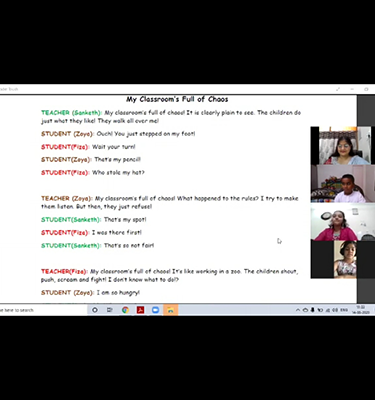 My Classroom's Full of Chaos
TEACHER (Sanketh): My classroom's full of chaos! It is clearly plain to see. The children do
just what they like! They walk all over me!
STUDENT (Zoya): Ouch! You just stepped on my foot!
STUDENT(Fiza): Wait your turn!
STUDENT(Zoya): That's my pencil!
STUDENT(Fiza): Who stole my hat?
TEACHER (Zoya): My classroom's full of chaos! What happened to the rules? I try to make
them listen. But then, they just refuse!
STUDENT(Sanketh): That's my spot!
STUDENT(Fiza): I was there first!
STUDENT(Sanketh): That's so not fair!
TEACHER(Fiza): My classroom's full of chaos! It's like working in a zoo. The children shout,
push, scream and fight! I don't know what to do!?
STUDENT (Zoya): I am so hungry!
here to search
ENG